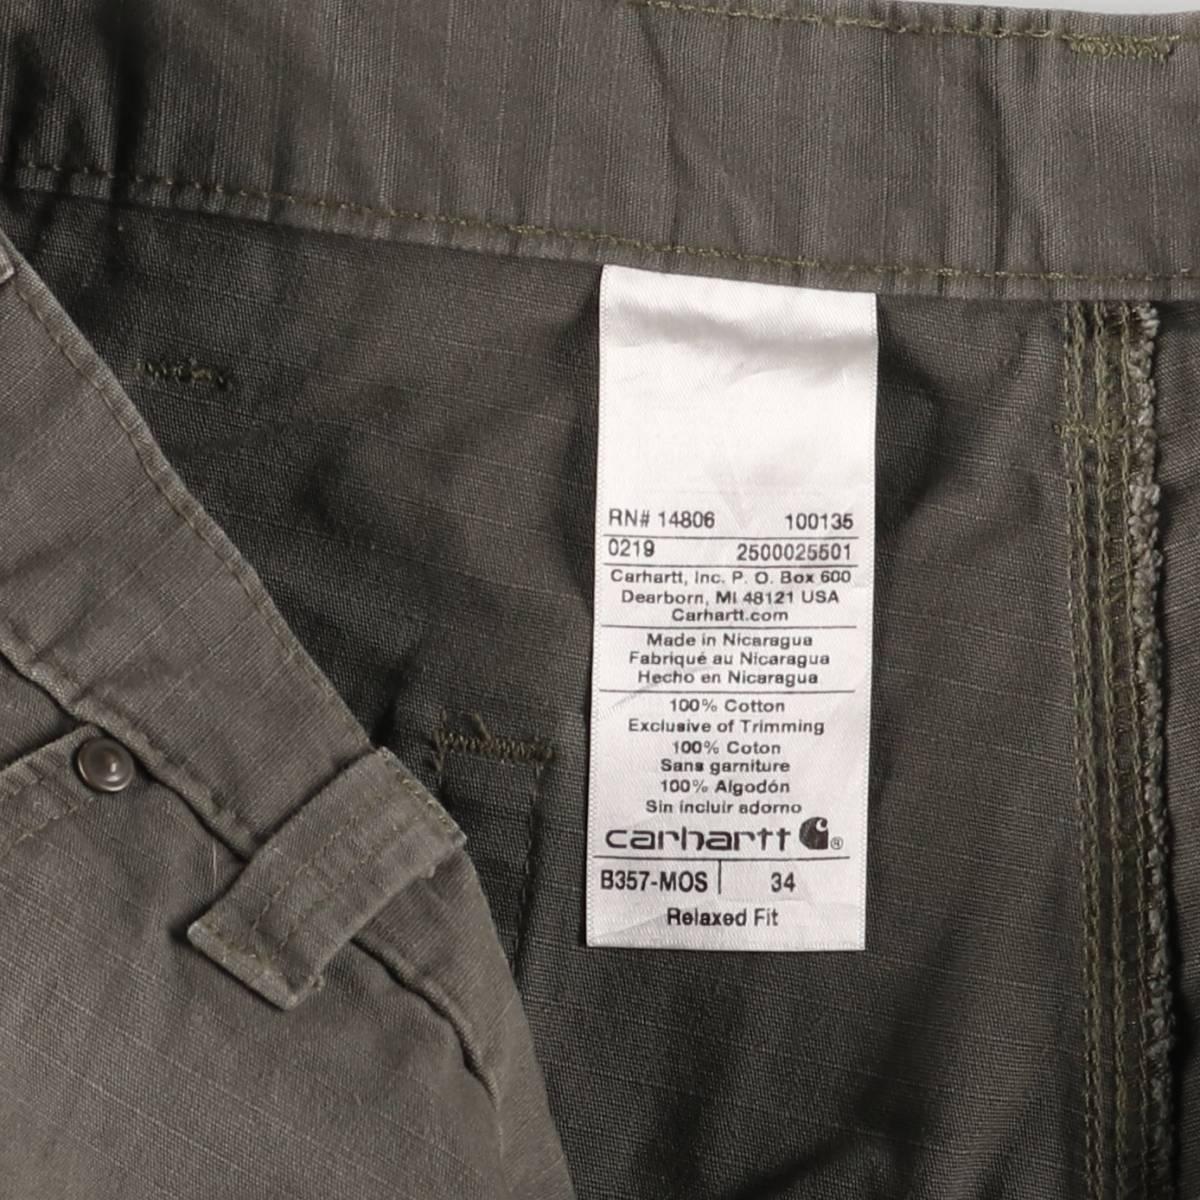 RN# 14806 100135
0219 2500025501
Carhartt, Inc. P. O. Box 600
Dearborn, MI 48121 USA
Carhartt.com
Made in Nicaragua
Fabriqué au Nicaragua
Hecho en Nicaragua
100% Cotton
Exclusive of Trimming
100% Coton
Sans garniture
100% Algodón
Sin incluir adorno
carhartt ®
B357-MOS 34
Relaxed Fit